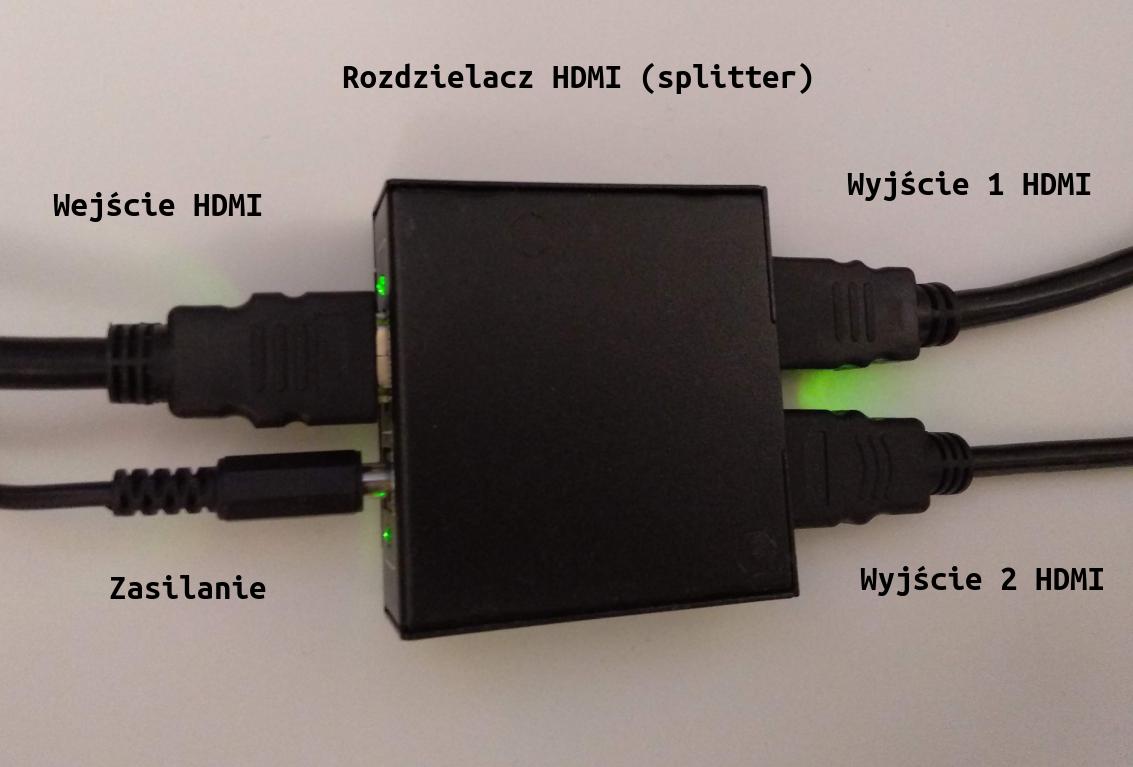 Rozdzielacz HDMI (splitter)
Wejście HDMI
Wyjście 1 HDMI
Zasilanie
Wyjście 2 HDMI